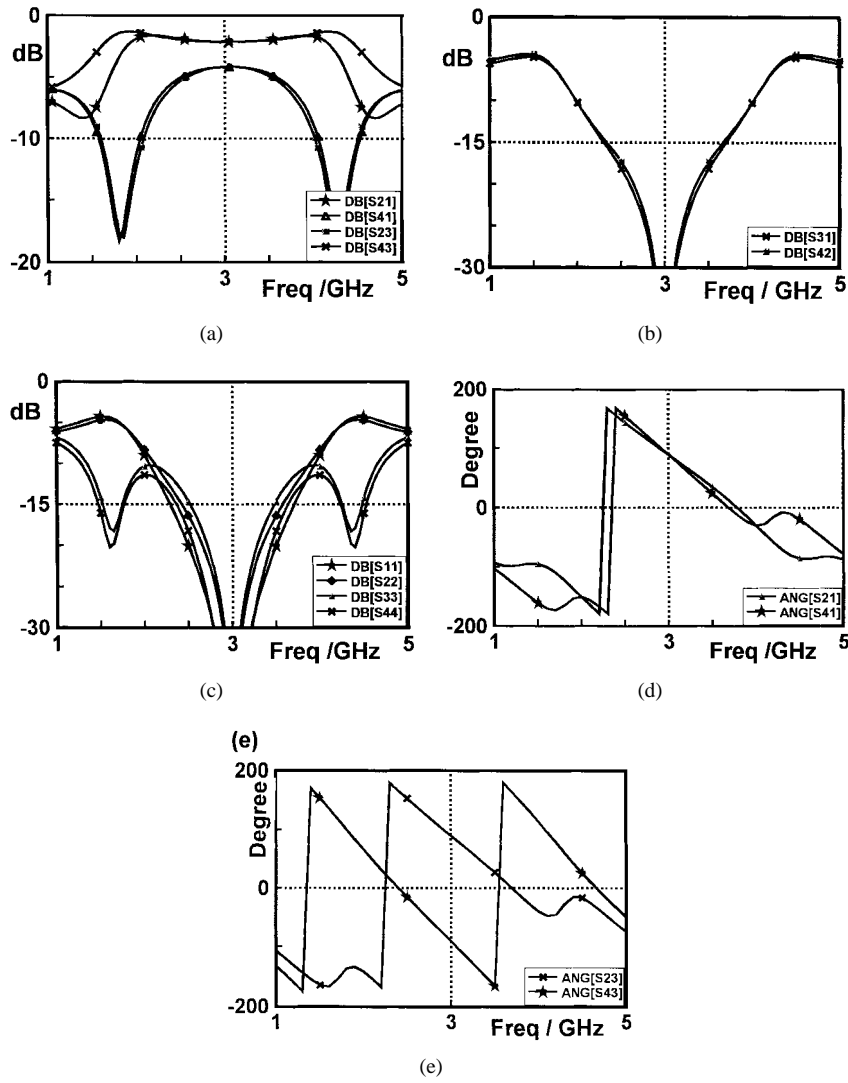 0
dB
-10
-20
1
3
5
Freq /GHz
DB[S21]
DB[S41]
DB[S23]
DB[S43]
(a)
0
dB
-15
-30
1
3
5
Freq / GHz
DB[S31]
DB[S42]
(b)
0
dB
-15
-30
1
3
5
Freq /GHz
DB[S11]
DB[S22]
DB[S33]
DB[S44]
(c)
200
Degree
0
-200
1
3
5
Freq /GHz
ANG[S21]
ANG[S41]
(d)
(e)
200
Degree
0
-200
1
3
5
Freq / GHz
ANG[S23]
ANG[S43]
(e)